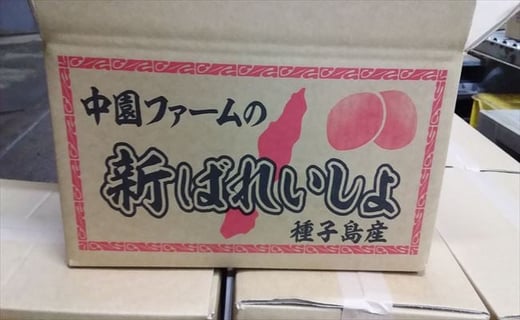 中園ファームの
新ばれいしょ
種子島産